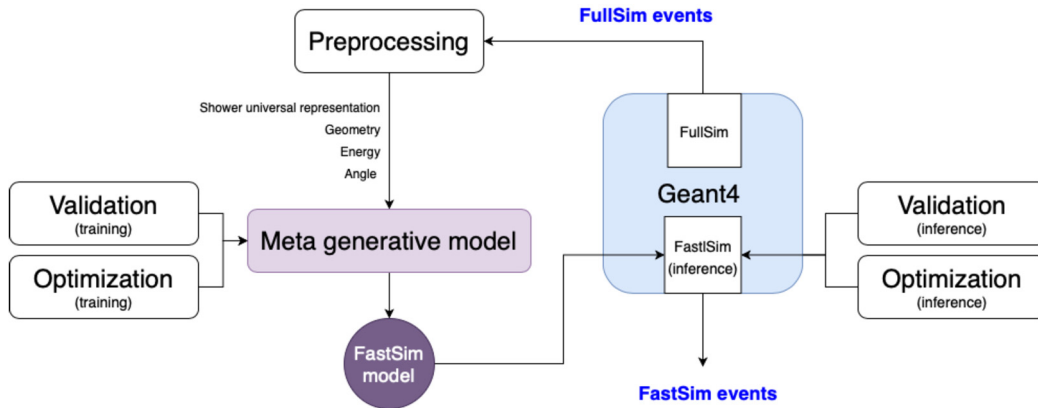 FullSim events
Preprocessing
Shower universal representation
Geometry
Energy
Angle
FullSim
Geant4
Validation
(training)
Optimization
(training)
Meta generative model
FastlSim
(inference)
Validation
(inference)
Optimization
(inference)
FastSim
model
FastSim events